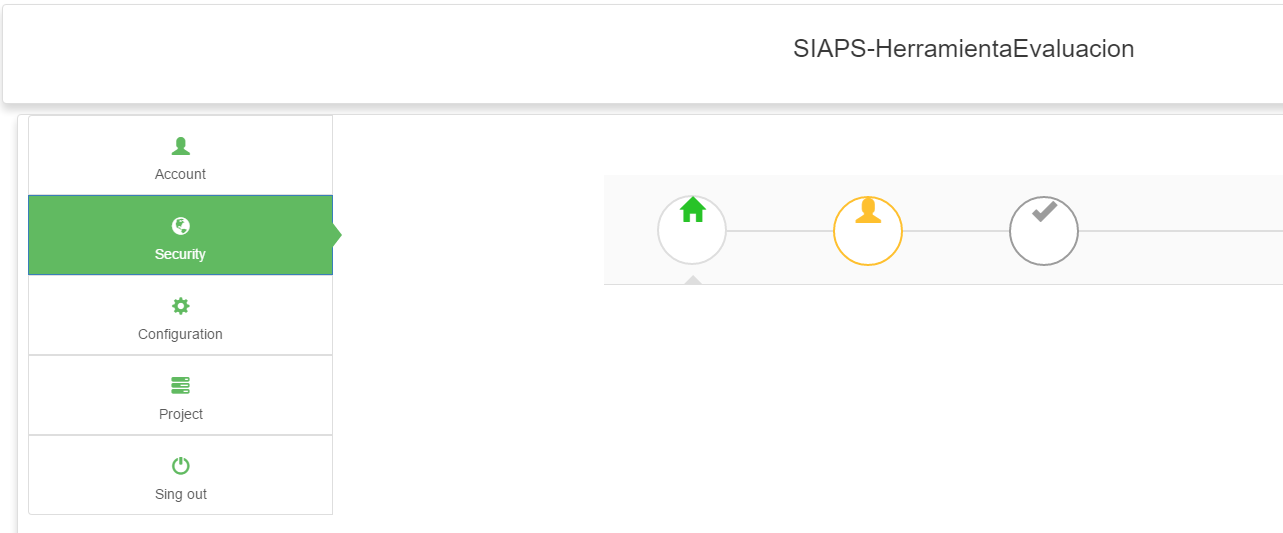 SIAPS-HerramientaEvaluacion
Account
Security
Configuration
Project
Sing out